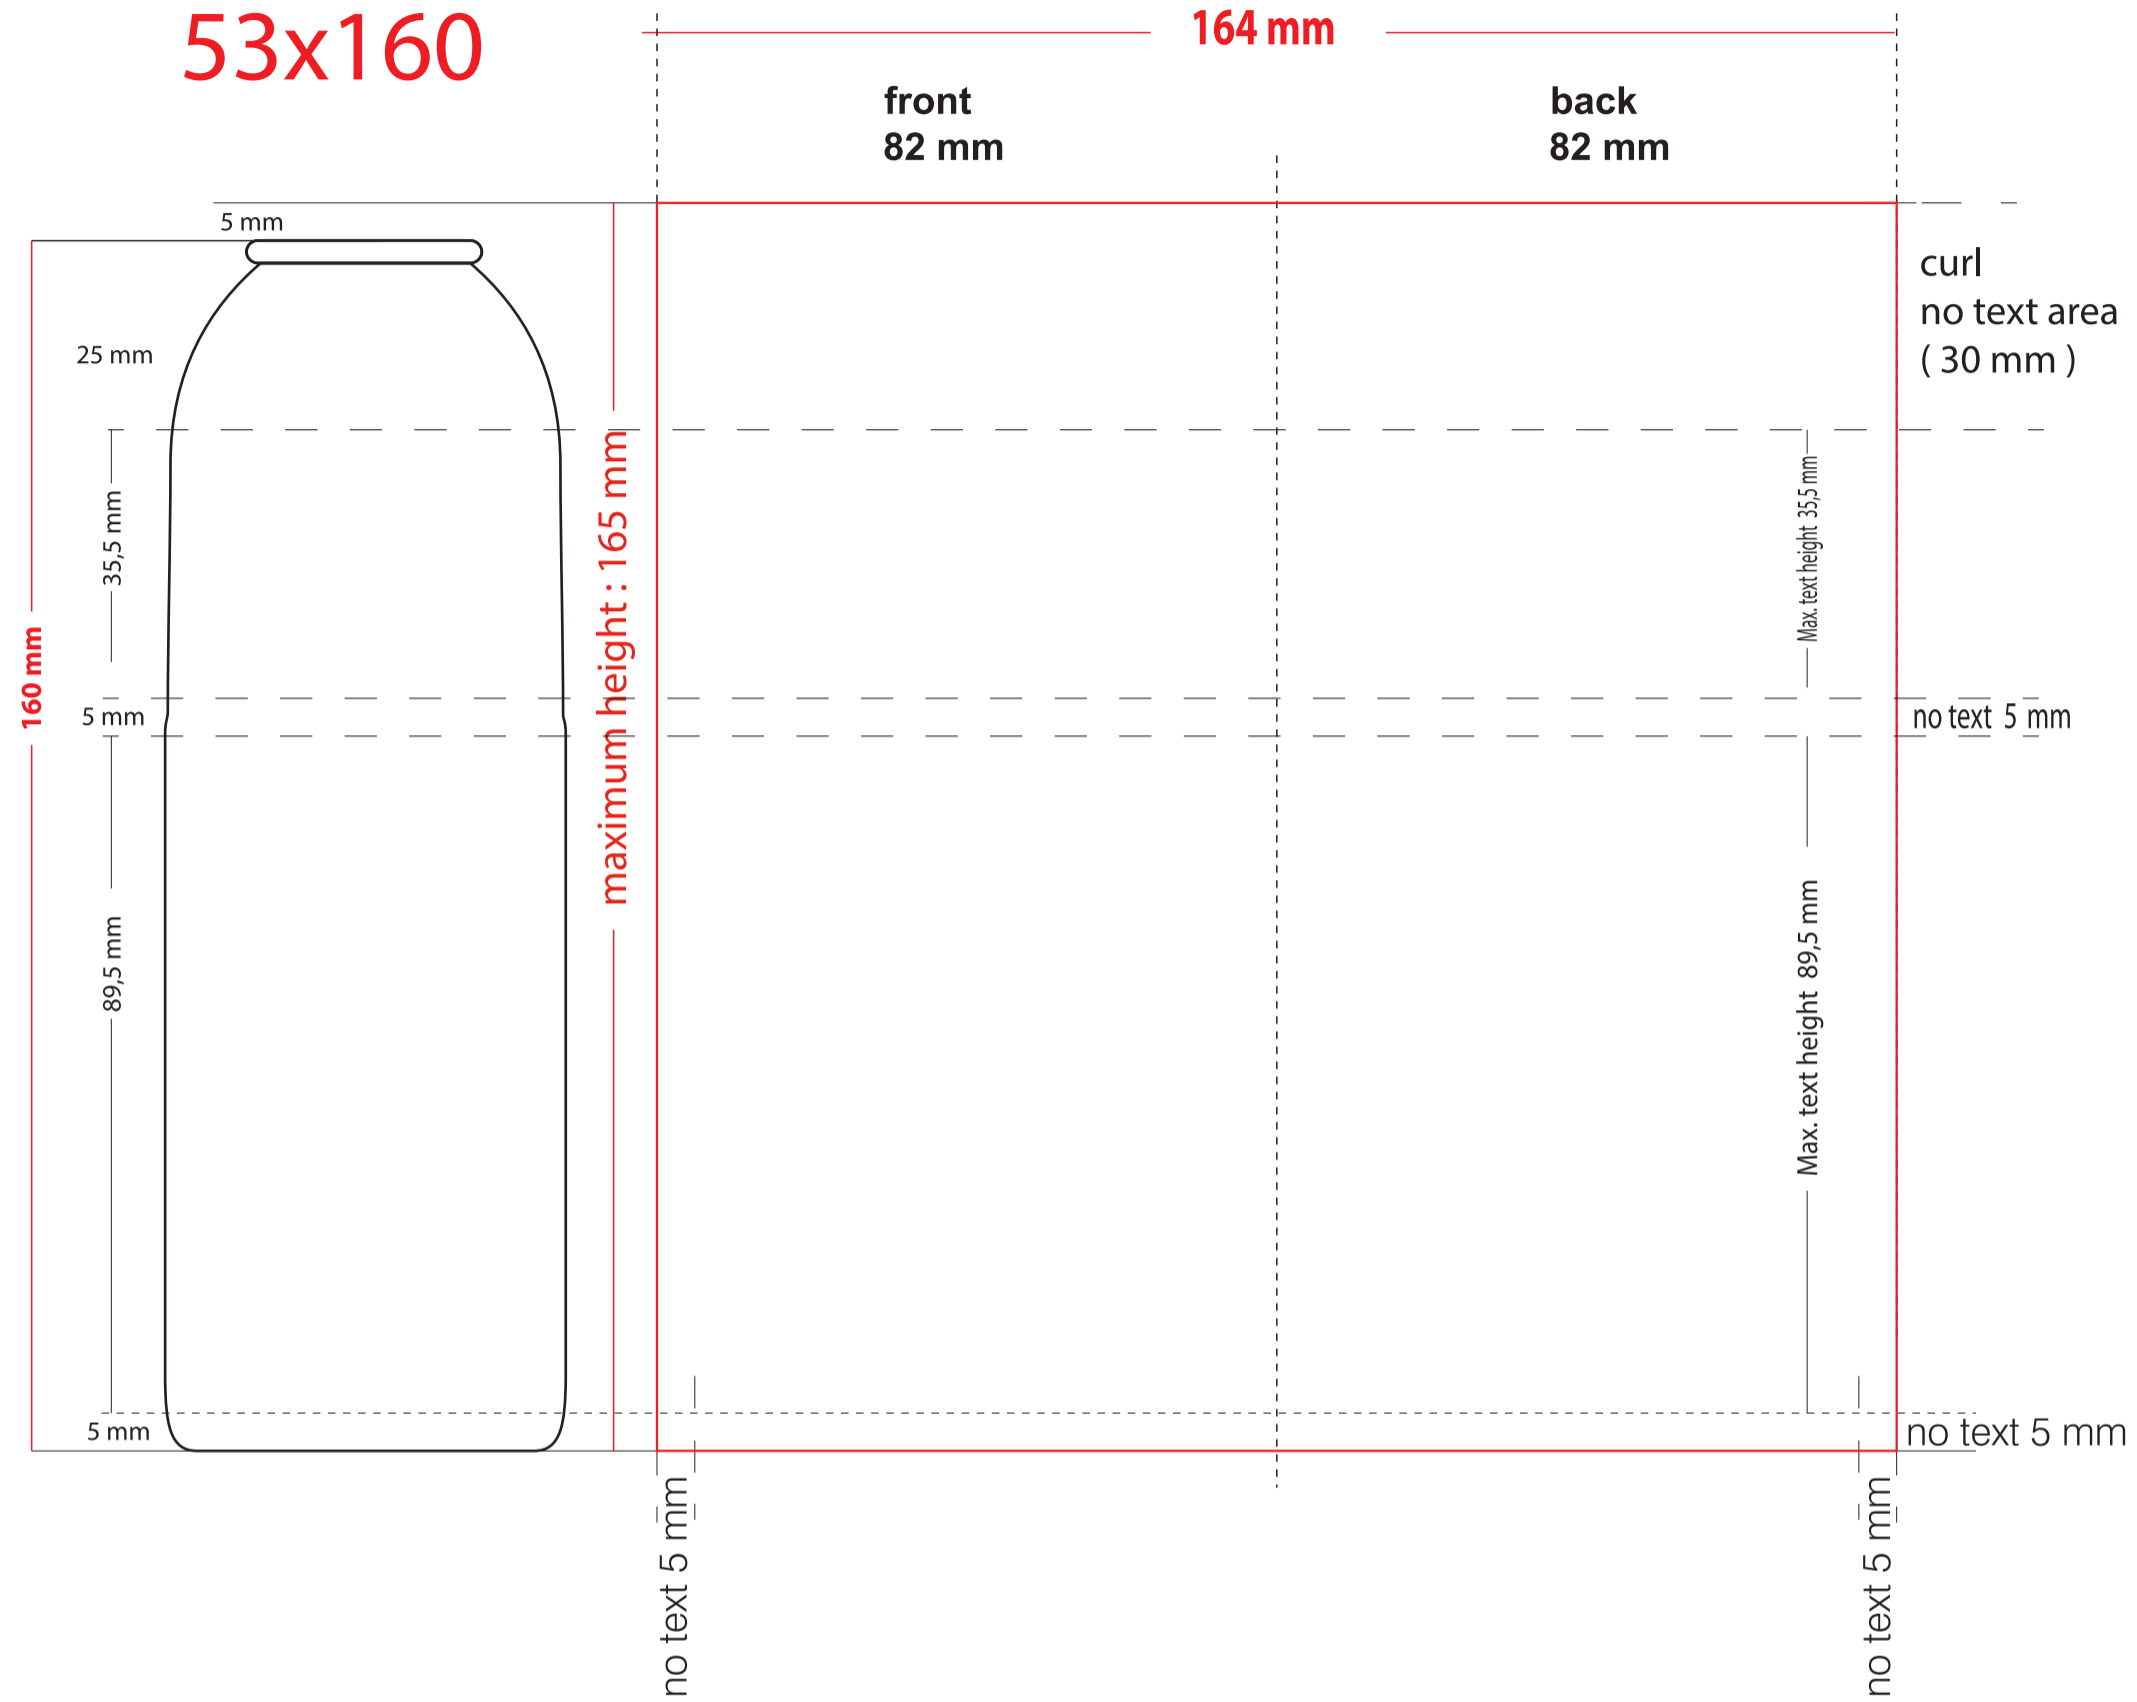 53x160
164 mm
front
82 mm
back
82 mm
5 mm
curl
no text area
( 30 mm )
25 mm
35,5 mm
Max. text height 35,5 mm
maximum height : 165 mm
160 mm
5 mm
no text 5 mm
89,5 mm
Max. text height 89,5 mm
5 mm
no text 5 mm
no text 5 mm
no text 5 mm